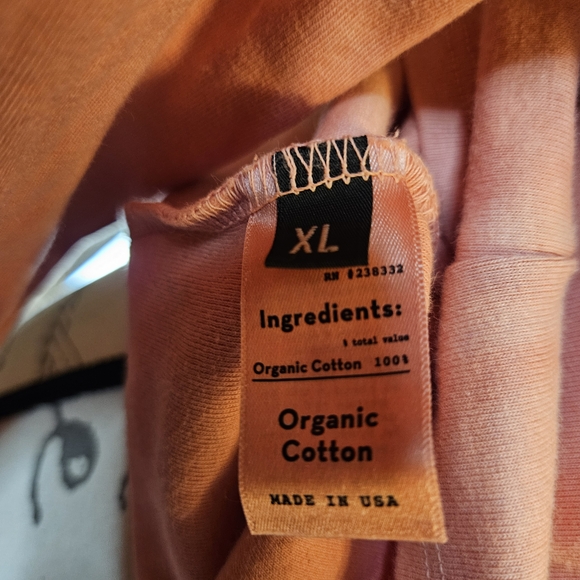 XL
RN #238332
Ingredients:
% total value
Organic Cotton 100%
Organic
Cotton
MADE IN USA